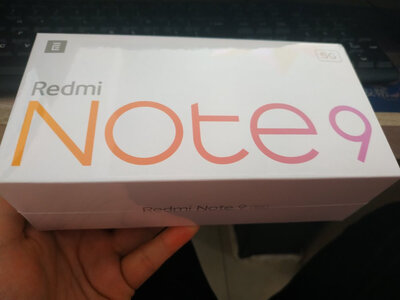 5G
Redmi
Note 9
Redmi Note 9